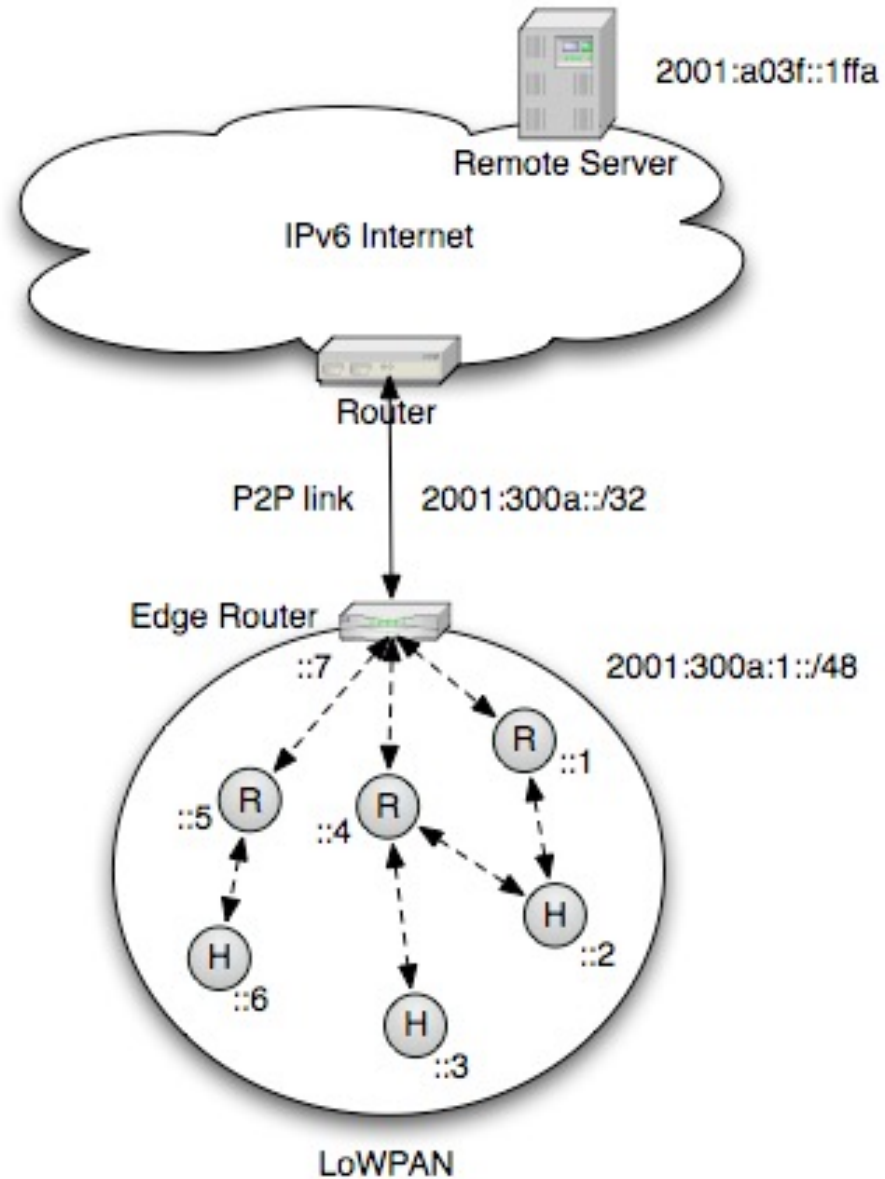 2001:a03f::1ffa
Remote Server
IPv6 Internet
Router
P2P link
2001:300a::/32
Edge Router
::7
2001:300a:1::/48
R
::1
R
::5
R
::4
H
::2
H
::6
H
::3
LoWPAN